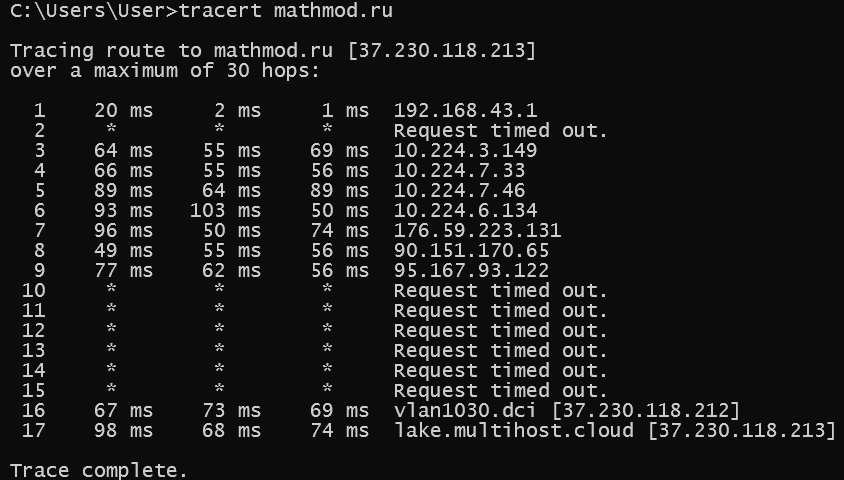 C:\Users\User>tracert mathmod.ru
Tracing route to mathmod.ru [37.230.118.213]
over a maximum of 30 hops:
1 20 ms 2 ms 1 ms 192.168.43.1
2 * * * Request timed out.
3 64 ms 55 ms 69 ms 10.224.3.149
4 66 ms 55 ms 56 ms 10.224.7.33
5 89 ms 64 ms 89 ms 10.224.7.46
6 93 ms 103 ms 50 ms 10.224.6.134
7 96 ms 50 ms 74 ms 176.59.223.131
8 49 ms 55 ms 56 ms 90.151.170.65
9 77 ms 62 ms 56 ms 95.167.93.122
10 * * * Request timed out.
11 * * * Request timed out.
12 * * * Request timed out.
13 * * * Request timed out.
14 * * * Request timed out.
15 * * * Request timed out.
16 67 ms 73 ms 69 ms vlan1030.dci [37.230.118.212]
17 98 ms 68 ms 74 ms lake.multihost.cloud [37.230.118.213]
Trace complete.